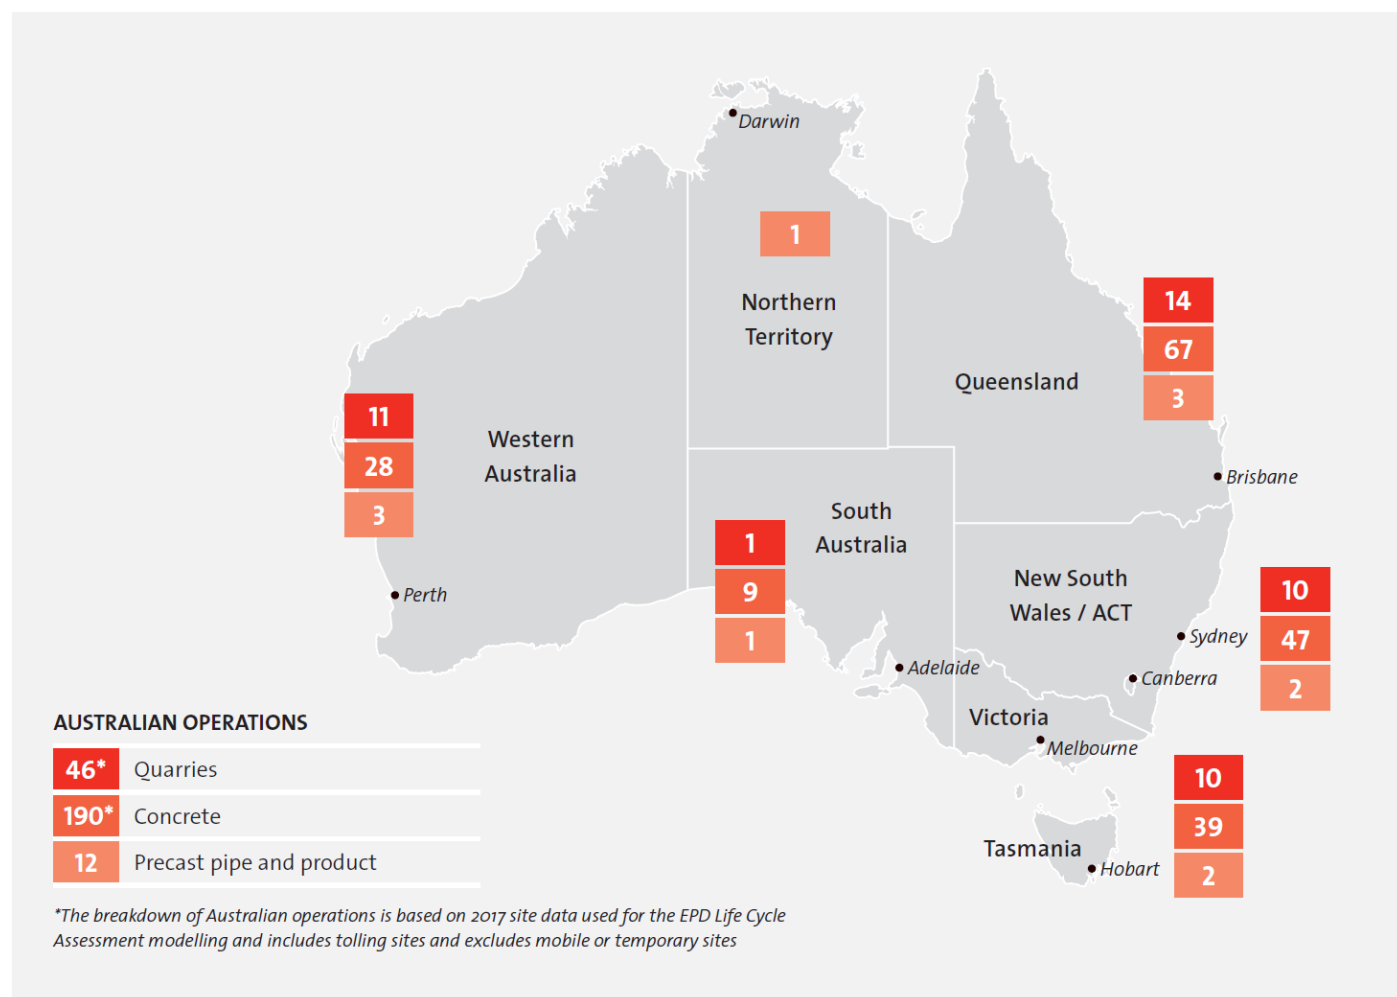 Darwin
1
Northern
Territory
14
67
3
Queensland
11
28
3
Western
Australia
Brisbane
South
Australia
1
9
1
New South
Wales / ACT
10
47
2
Perth
Sydney
Adelaide
Canberra
Victoria
Melbourne
10
39
2
Tasmania
Hobart
AUSTRALIAN OPERATIONS
46* Quarries
190* Concrete
12 Precast pipe and product
*The breakdown of Australian operations is based on 2017 site data used for the EPD Life Cycle
Assessment modelling and includes tolling sites and excludes mobile or temporary sites